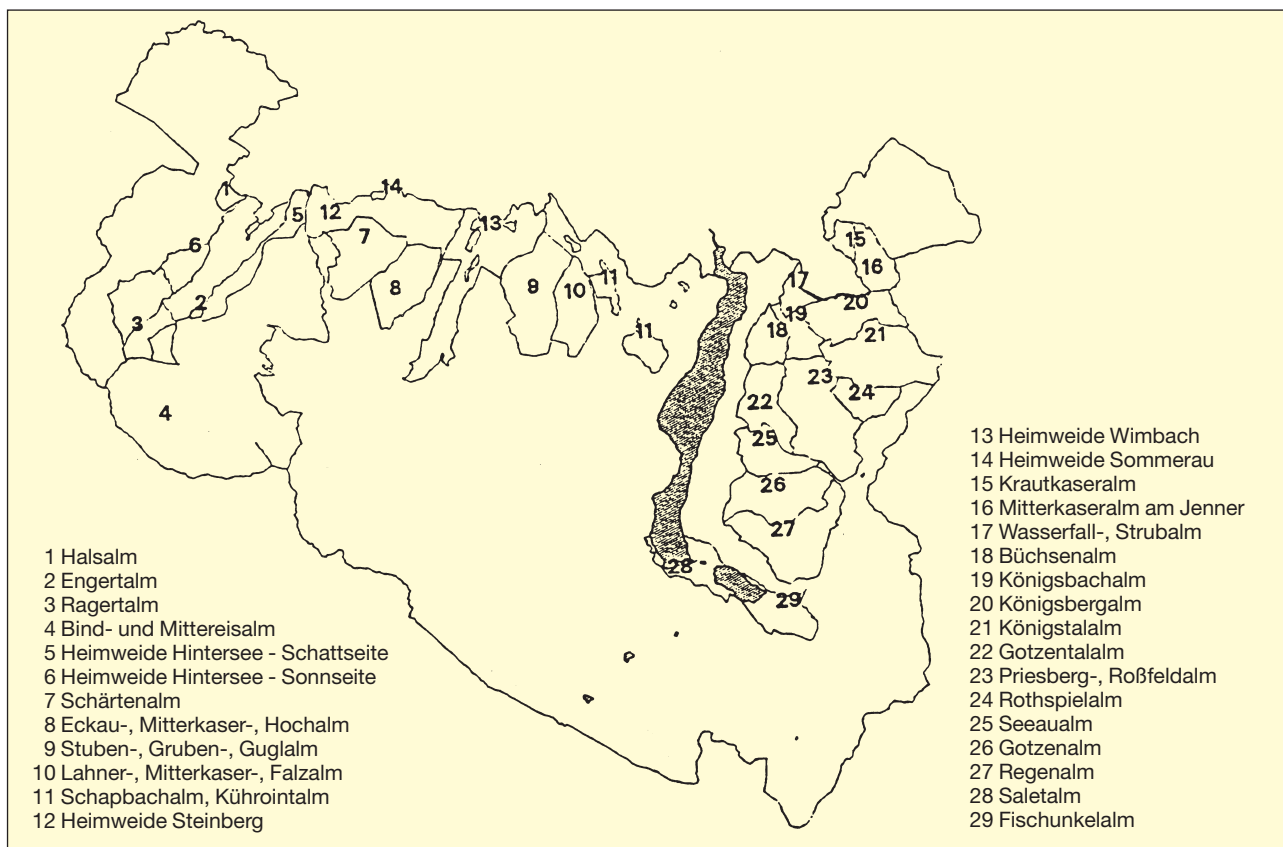 1
14
5
12
13
15
6
7
16
11
17
8
9
10
20
2
19
3
11
18
21
23
24
22
4
25
26
27
28
29
1 Halsalm
2 Engertalm
3 Ragertalm
4 Bind- und Mittereisalm
5 Heimweide Hintersee - Schattseite
6 Heimweide Hintersee - Sonnseite
7 Schärtenalm
8 Eckau-, Mitterkaser-, Hochalm
9 Stuben-, Gruben-, Guglalm
10 Lahner-, Mitterkaser-, Falzalm
11 Schapbachalm, Kührointalm
12 Heimweide Steinberg
13 Heimweide Wimbach
14 Heimweide Sommerau
15 Krautkaseralm
16 Mitterkaseralm am Jenner
17 Wasserfall-, Strubalm
18 Büchsenalm
19 Königsbachalm
20 Königsbergalm
21 Königstalalm
22 Gotzentalalm
23 Priesberg-, Roßfeldalm
24 Rothspielalm
25 Seeaualm
26 Gotzenalm
27 Regenalm
28 Saletalm
29 Fischunkelalm